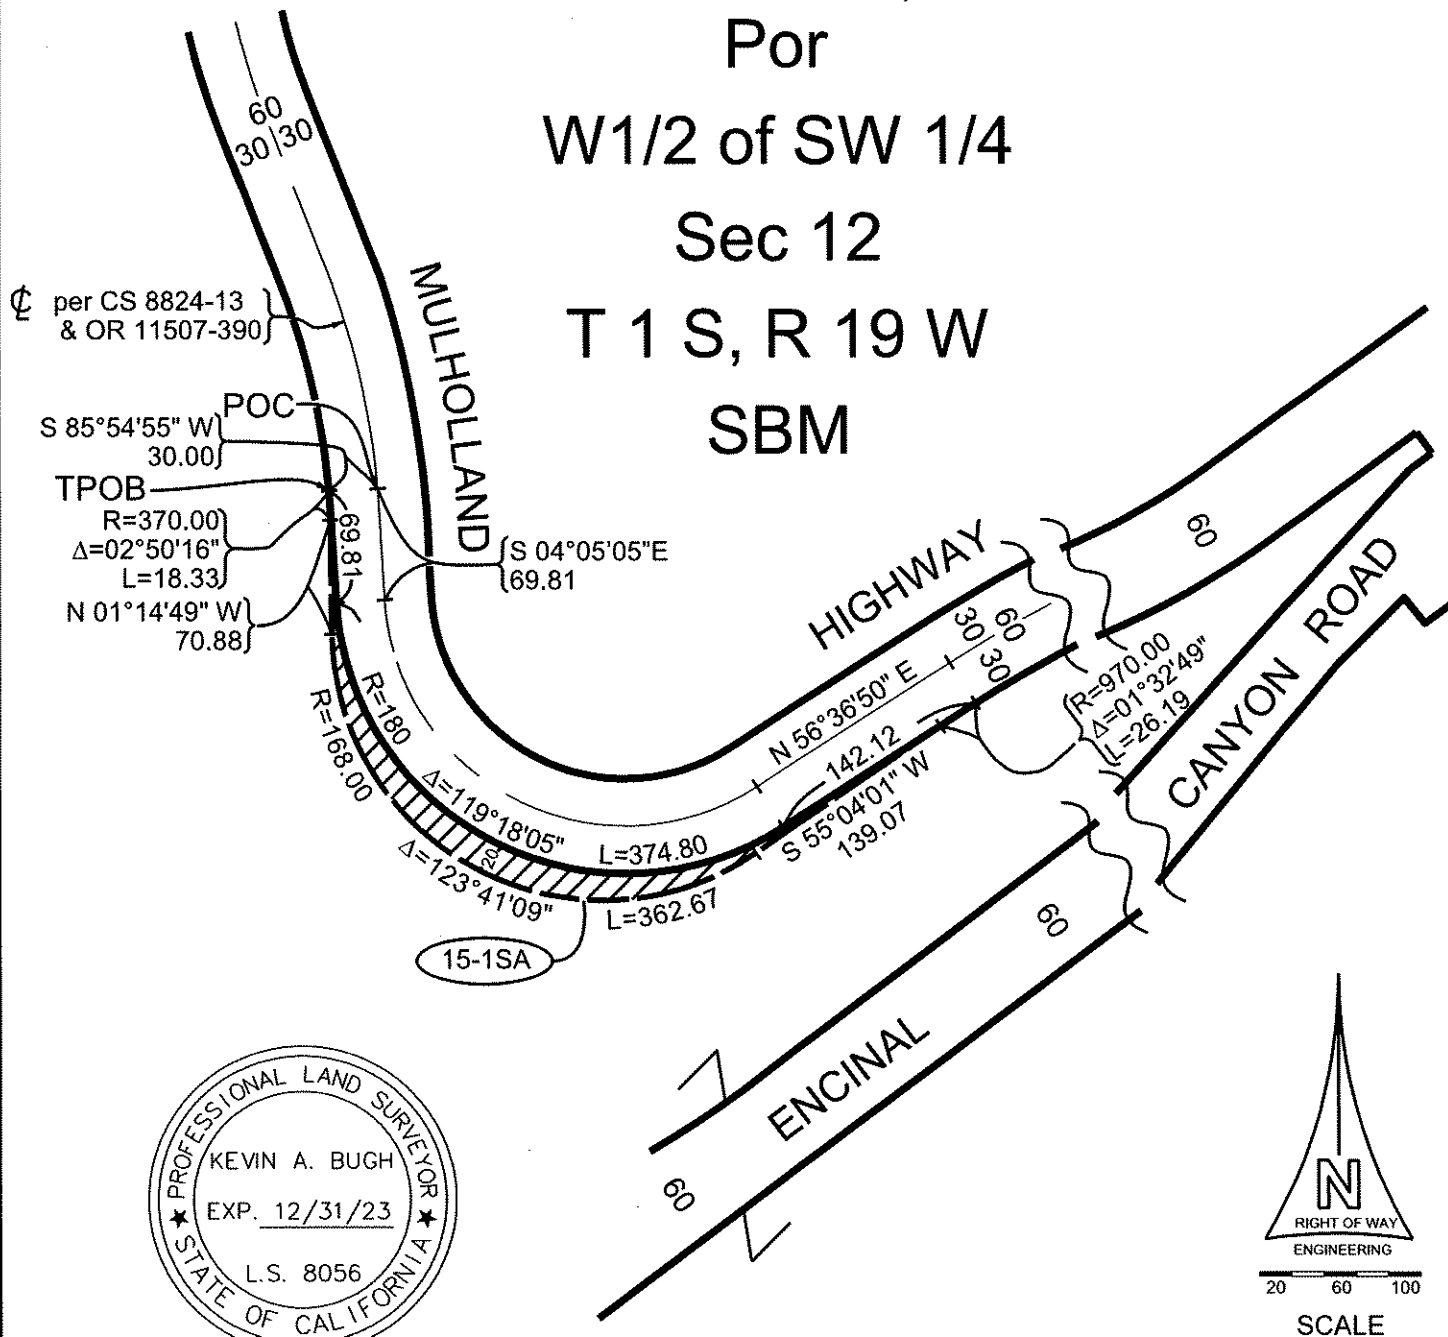 Por
W1/2 of SW 1/4
Sec 12
T 1 S, R 19 W
SBM
60
30|30
℄ per CS 8824-13
& OR 11507-390
MULHOLLAND
POC
S 85°54'55" W
30.00
TPOB
R=370.00
Δ=02°50'16"
L=18.33
N 01°14'49" W
70.88
69.81
S 04°05'05"E
69.81
HIGHWAY
60
30
60
30
N 56°36'50" E
R=970.00
Δ=01°32'49"
L=26.19
CANYON ROAD
142.12
S 55°04'01" W
139.07
R=180
R=168.00
Δ=119°18'05"
L=374.80
20
Δ=123°41'09"
L=362.67
15-1SA
60
ENCINAL
60
PROFESSIONAL LAND SURVEYOR
KEVIN A. BUGH
EXP. 12/31/23
L.S. 8056
★ STATE OF CALIFORNIA ★
N
RIGHT OF WAY
ENGINEERING
20 60 100
SCALE